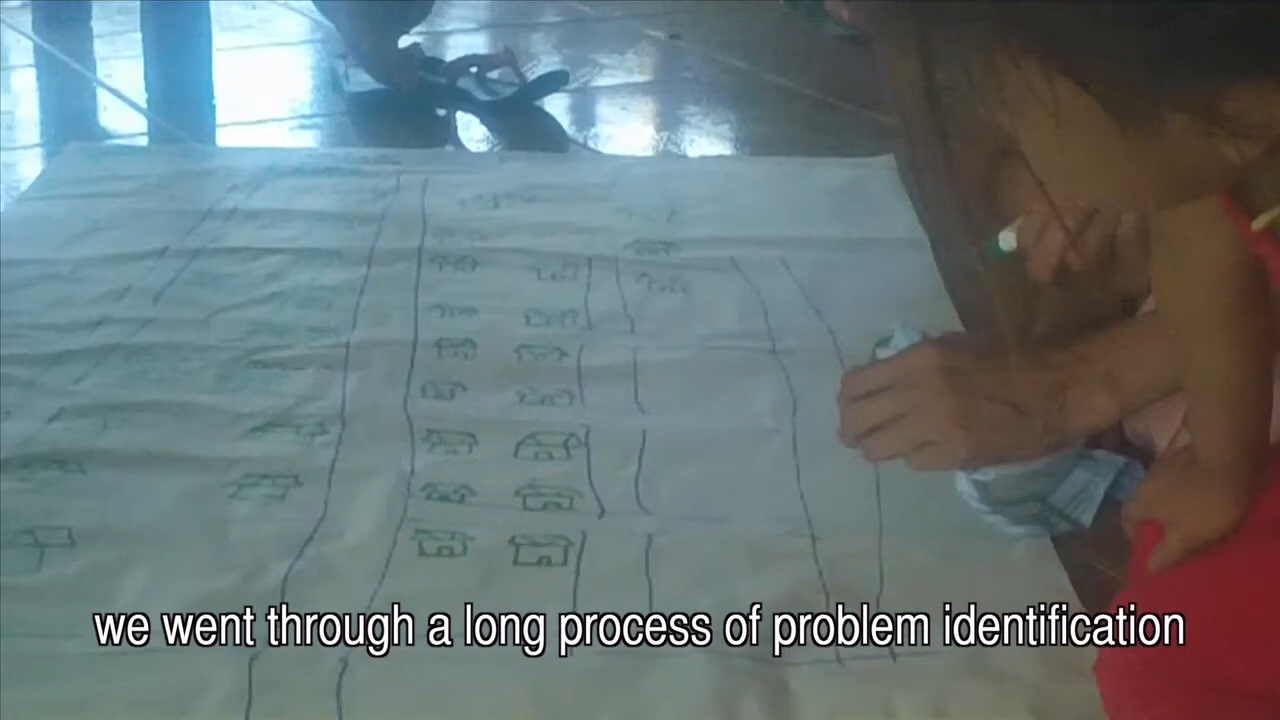 we went through a long process of problem identification